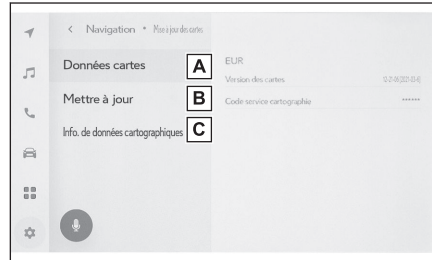 < Navigation • Mise à jour des cartes
Données cartes A
Mettre à jour B
Info. de données cartographiques C
EUR
Version des cartes
Code service cartographie ••••••